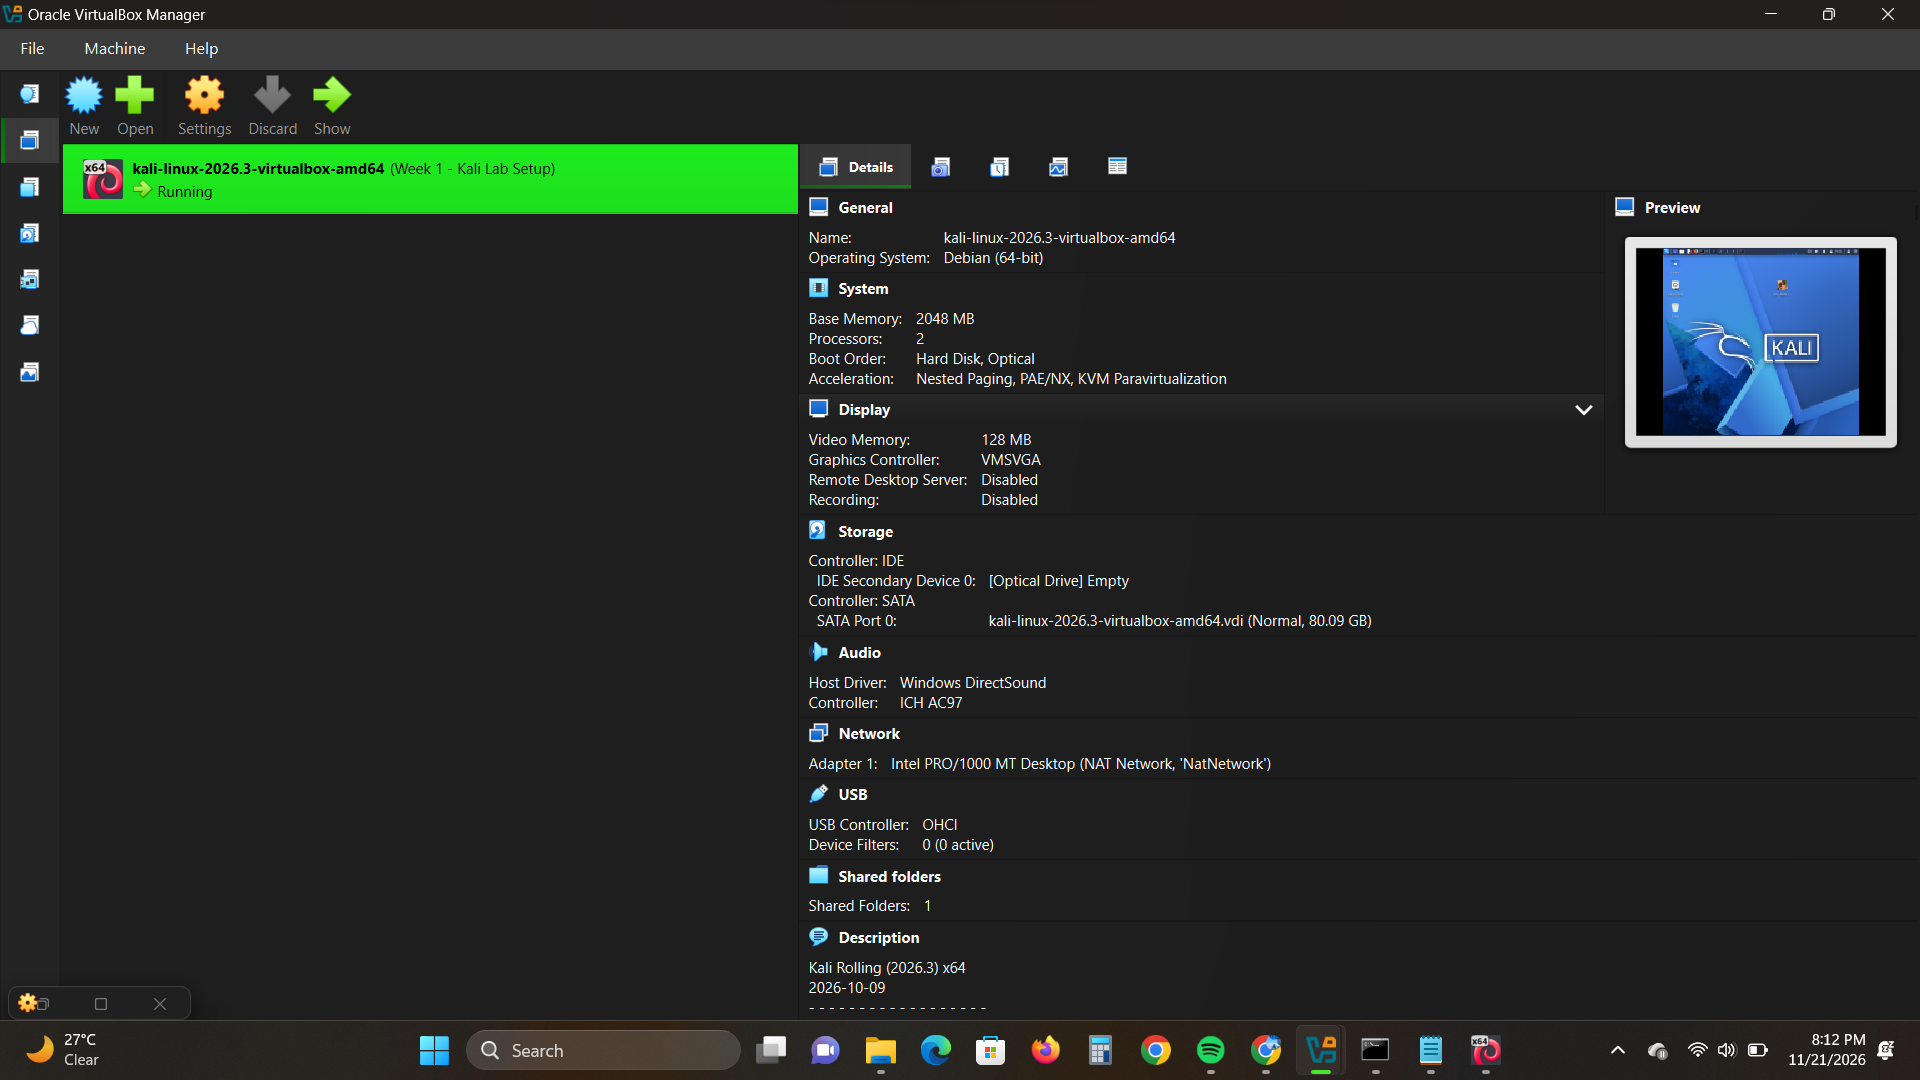 Oracle VirtualBox Manager
File Machine Help
New Open Settings Discard Show
x64 kali-linux-2026.3-virtualbox-amd64 (Week 1 - Kali Lab Setup)
Running
Details
General
Name: kali-linux-2026.3-virtualbox-amd64
Operating System: Debian (64-bit)
System
Base Memory: 2048 MB
Processors: 2
Boot Order: Hard Disk, Optical
Acceleration: Nested Paging, PAE/NX, KVM Paravirtualization
Display
Video Memory: 128 MB
Graphics Controller: VMSVGA
Remote Desktop Server: Disabled
Recording: Disabled
Storage
Controller: IDE
IDE Secondary Device 0: [Optical Drive] Empty
Controller: SATA
SATA Port 0: kali-linux-2026.3-virtualbox-amd64.vdi (Normal, 80.09 GB)
Audio
Host Driver: Windows DirectSound
Controller: ICH AC97
Network
Adapter 1: Intel PRO/1000 MT Desktop (NAT Network, 'NatNetwork')
USB
USB Controller: OHCI
Device Filters: 0 (0 active)
Shared folders
Shared Folders: 1
Description
Kali Rolling (2026.3) x64
2026-10-09
- - - - - - - - - - - - - - - - - -
Preview
KALI
27°C
Clear
Search
x64
8:12 PM
11/21/2026